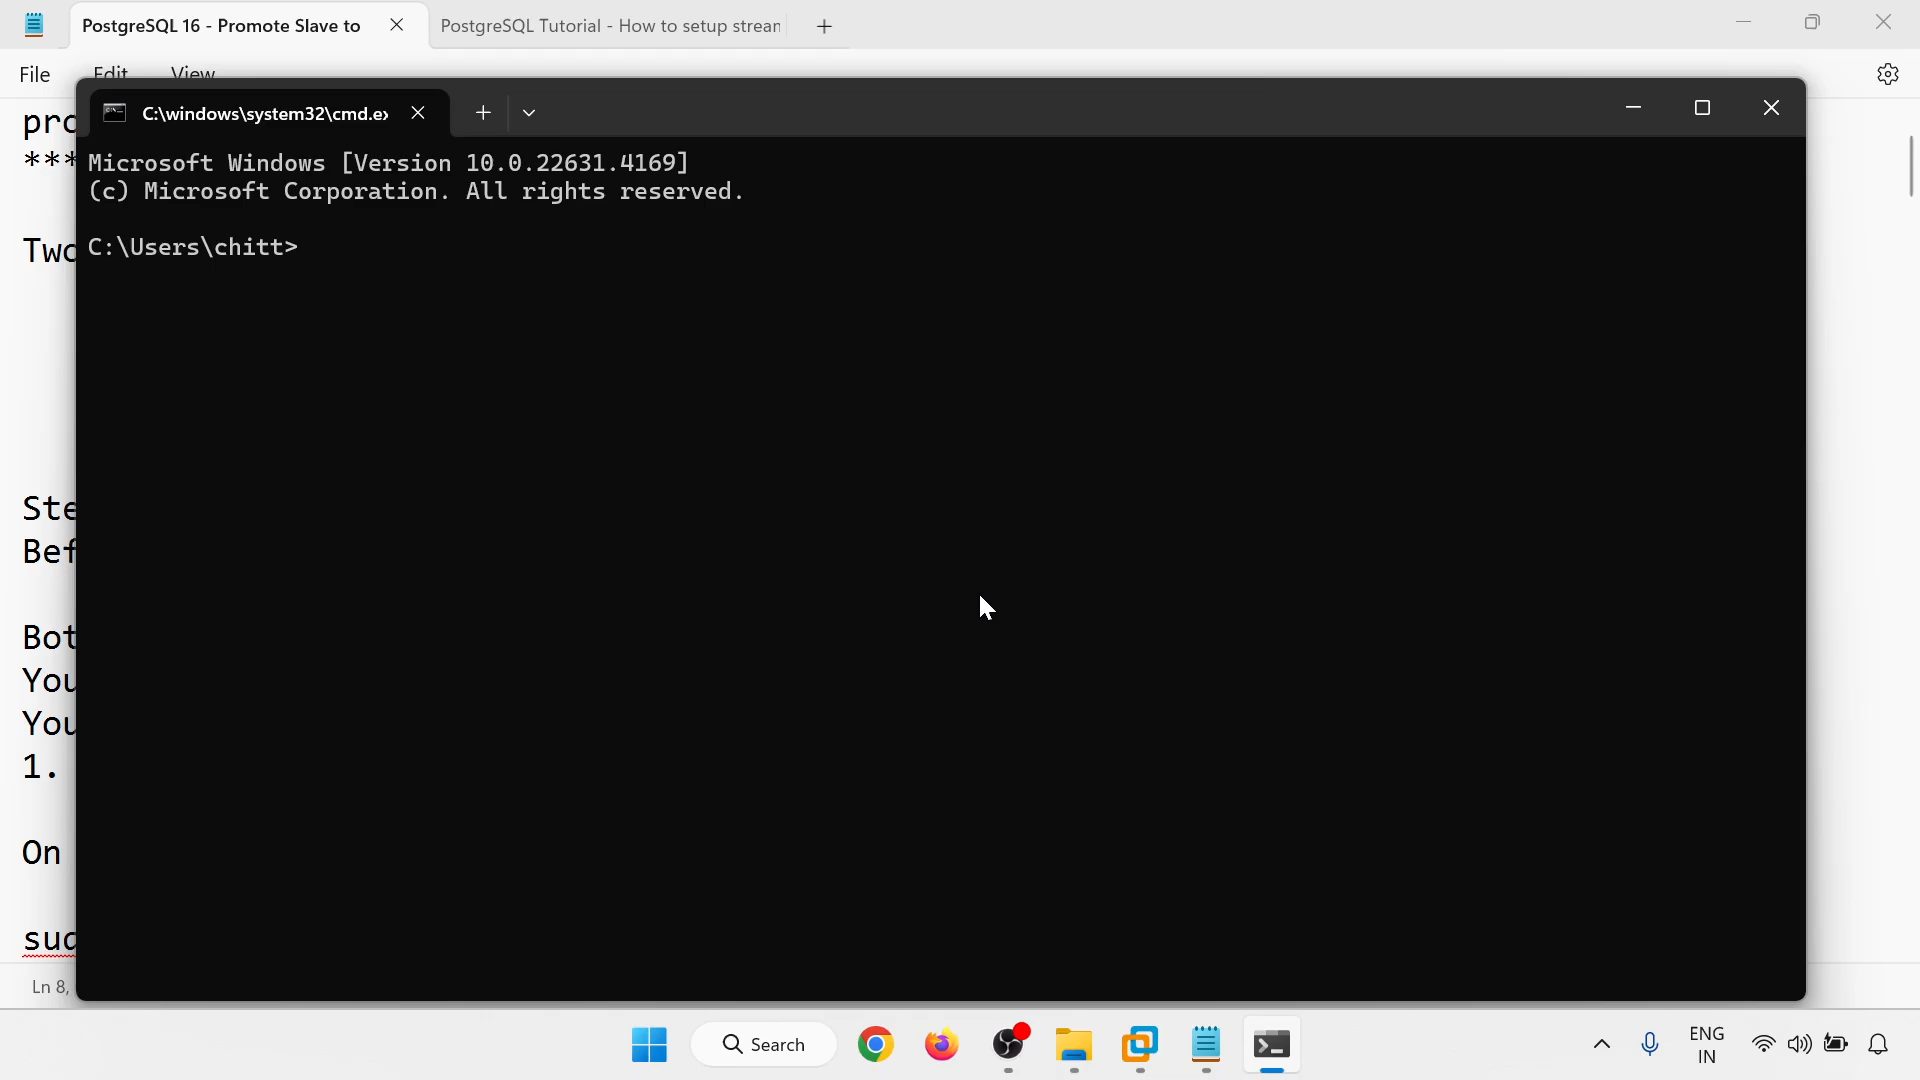 PostgreSQL 16 - Promote Slave to
PostgreSQL Tutorial - How to setup strean
File Edit View
C:\windows\system32\cmd.ex
Microsoft Windows [Version 10.0.22631.4169]
(c) Microsoft Corporation. All rights reserved.
C:\Users\chitt>
pro
***
Two
Ste
Bef
Bot
You
You
1.
On
sud
Ln 8,
Search
ENG
IN